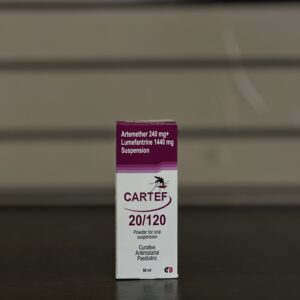 Artemether 240 mg+
Lumefantrine 1440 mg
Suspension
CARTEF
20/120
Powder for oral
suspension
Curative
Antimalarial
Paediatric
60 ml